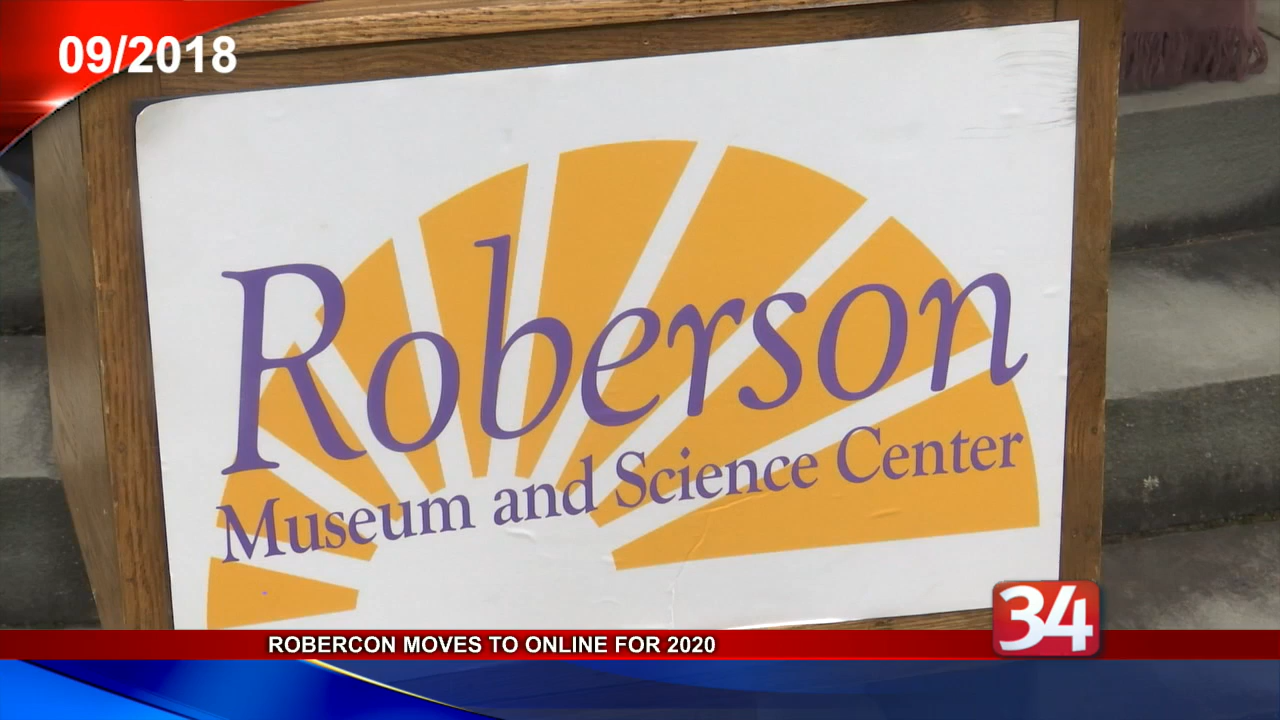 09/2018
Roberson
Museum and Science Center
34
ROBERCON MOVES TO ONLINE FOR 2020